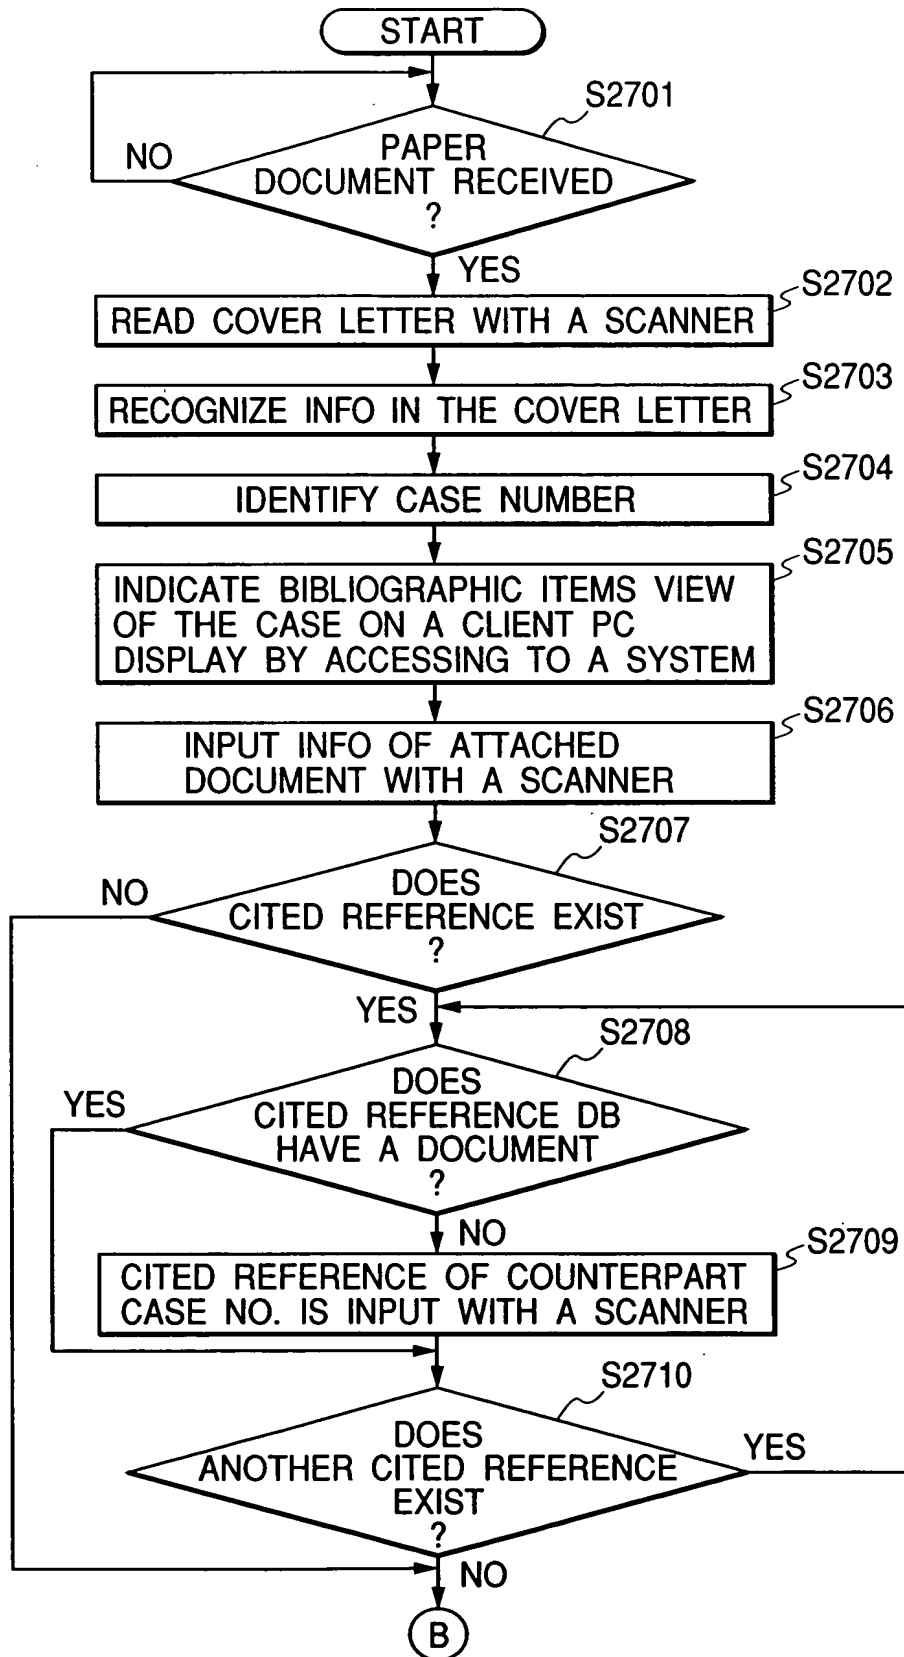 START
S2701
NO
PAPER
DOCUMENT RECEIVED
?
YES
S2702
READ COVER LETTER WITH A SCANNER
S2703
RECOGNIZE INFO IN THE COVER LETTER
S2704
IDENTIFY CASE NUMBER
S2705
INDICATE BIBLIOGRAPHIC ITEMS VIEW
OF THE CASE ON A CLIENT PC
DISPLAY BY ACCESSING TO A SYSTEM
S2706
INPUT INFO OF ATTACHED
DOCUMENT WITH A SCANNER
S2707
NO
DOES
CITED REFERENCE EXIST
?
YES
S2708
YES
DOES
CITED REFERENCE DB
HAVE A DOCUMENT
?
NO
S2709
CITED REFERENCE OF COUNTERPART
CASE NO. IS INPUT WITH A SCANNER
S2710
DOES
ANOTHER CITED REFERENCE
EXIST
?
YES
NO
B